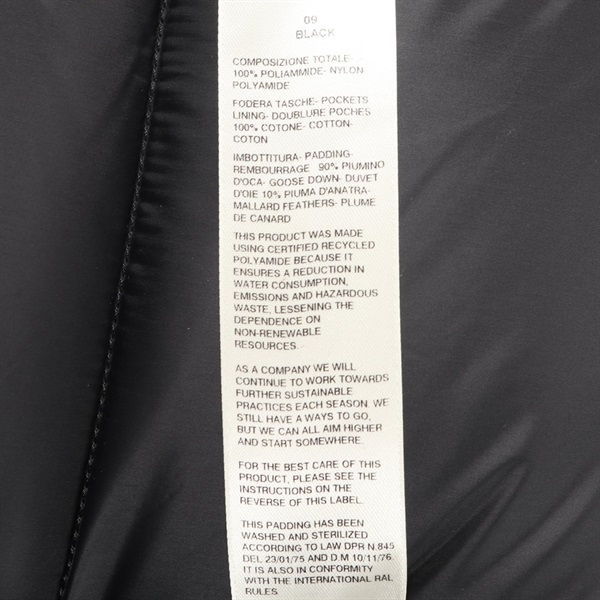 09
BLACK
COMPOSIZIONE TOTALE-
100% POLIAMMIDE- NYLON
POLYAMIDE
FODERA TASCHE- POCKETS
LINING- DOUBLURE POCHES
100% COTONE- COTTON-
COTON
IMBOTTITURA- PADDING-
REMBOURRAGE 90% PIUMINO
D'OCA- GOOSE DOWN- DUVET
D'OIE 10% PIUMA D'ANATRA-
MALLARD FEATHERS- PLUME
DE CANARD
THIS PRODUCT WAS MADE
USING CERTIFIED RECYCLED
POLYAMIDE BECAUSE IT
ENSURES A REDUCTION IN
WATER CONSUMPTION,
EMISSIONS AND HAZARDOUS
WASTE, LESSENING THE
DEPENDENCE ON
NON-RENEWABLE
RESOURCES.
AS A COMPANY WE WILL
CONTINUE TO WORK TOWARDS
FURTHER SUSTAINABLE
PRACTICES EACH SEASON. WE
STILL HAVE A WAYS TO GO,
BUT WE CAN ALL AIM HIGHER
AND START SOMEWHERE.
FOR THE BEST CARE OF THIS
PRODUCT, PLEASE SEE THE
INSTRUCTIONS ON THE
REVERSE OF THIS LABEL.
THIS PADDING HAS BEEN
WASHED AND STERILIZED
ACCORDING TO LAW DPR N.845
DEL 23/01/75 AND D.M 10/11/76.
IT IS ALSO IN CONFORMITY
WITH THE INTERNATIONAL RAL
RULES